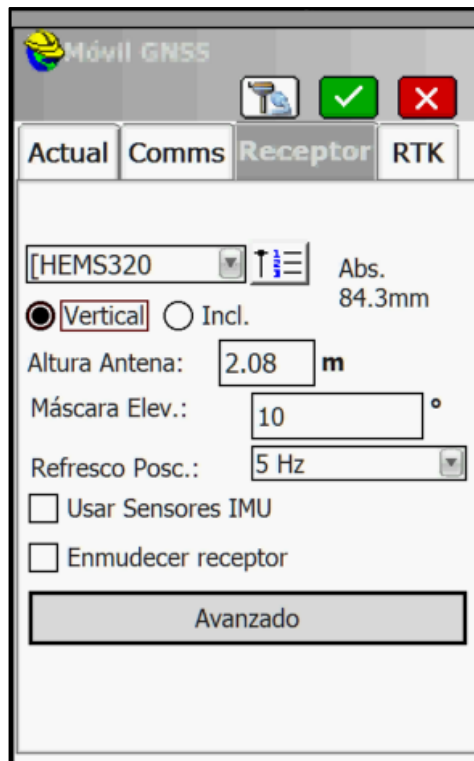 Móvil GNSS
Actual Comms Receptor RTK
[HEMS320
Abs.
84.3mm
Vertical Incl.
Altura Antena: 2.08 m
Máscara Elev.: 10 °
Refresco Posc.: 5 Hz
Usar Sensores IMU
Enmudecer receptor
Avanzado